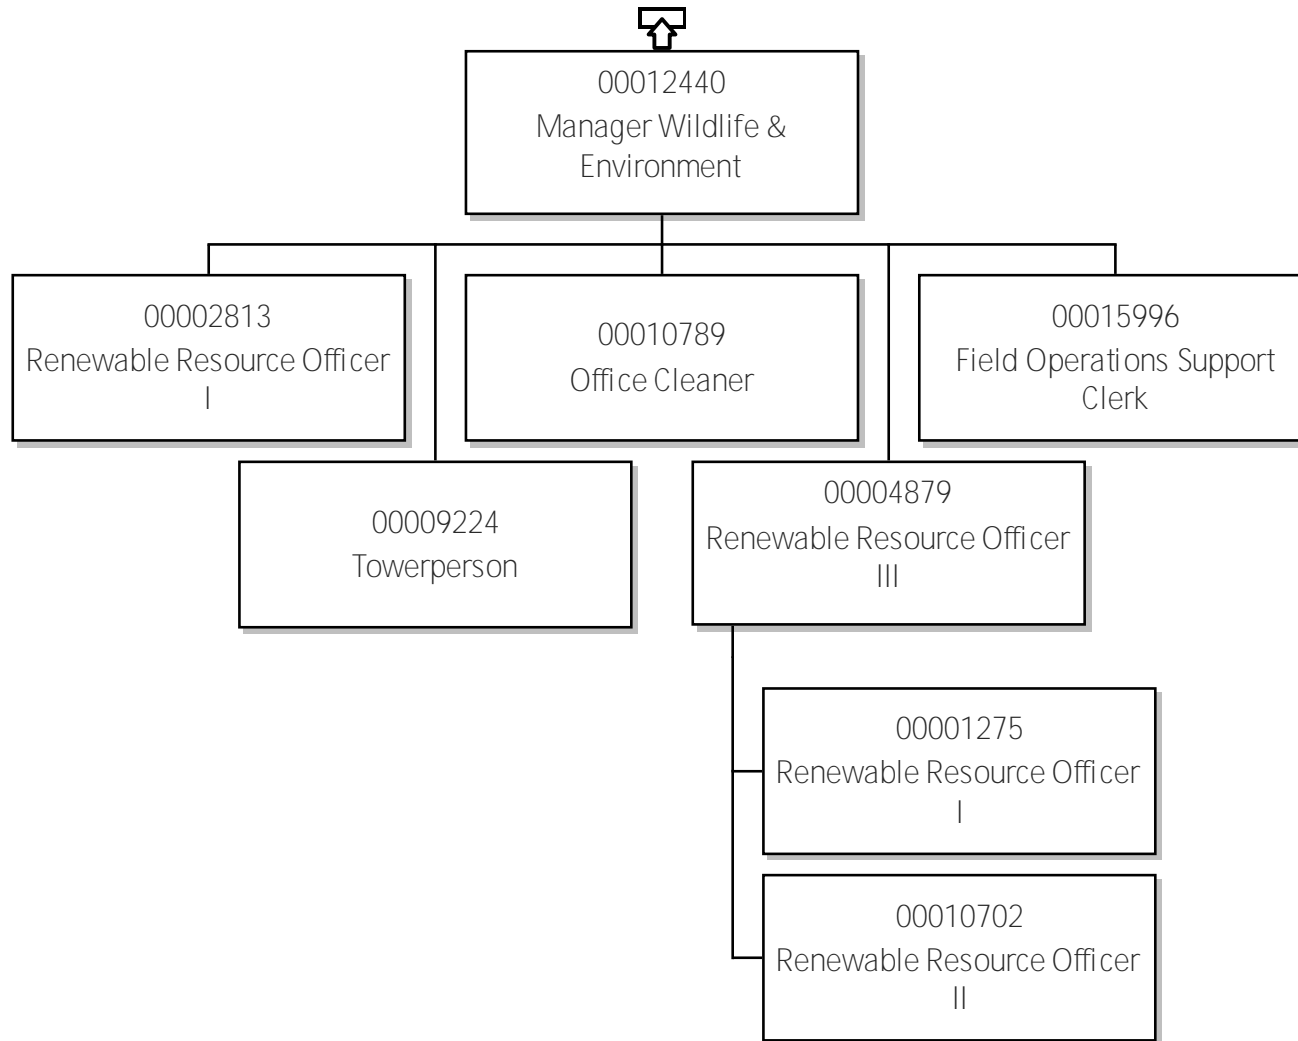 00012440
Manager Wildlife &
Environment
00002813
Renewable Resource Officer
I
00010789
Office Cleaner
00015996
Field Operations Support
Clerk
00009224
Towerperson
00004879
Renewable Resource Officer
III
00001275
Renewable Resource Officer
I
00010702
Renewable Resource Officer
II